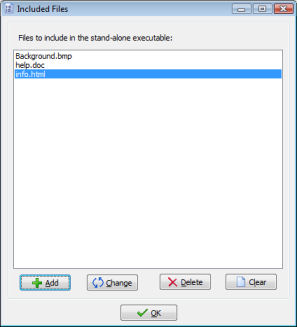 Included Files
Files to include in the stand-alone executable:
Background.bmp
help.doc
info.html
Add
Change
Delete
Clear
OK